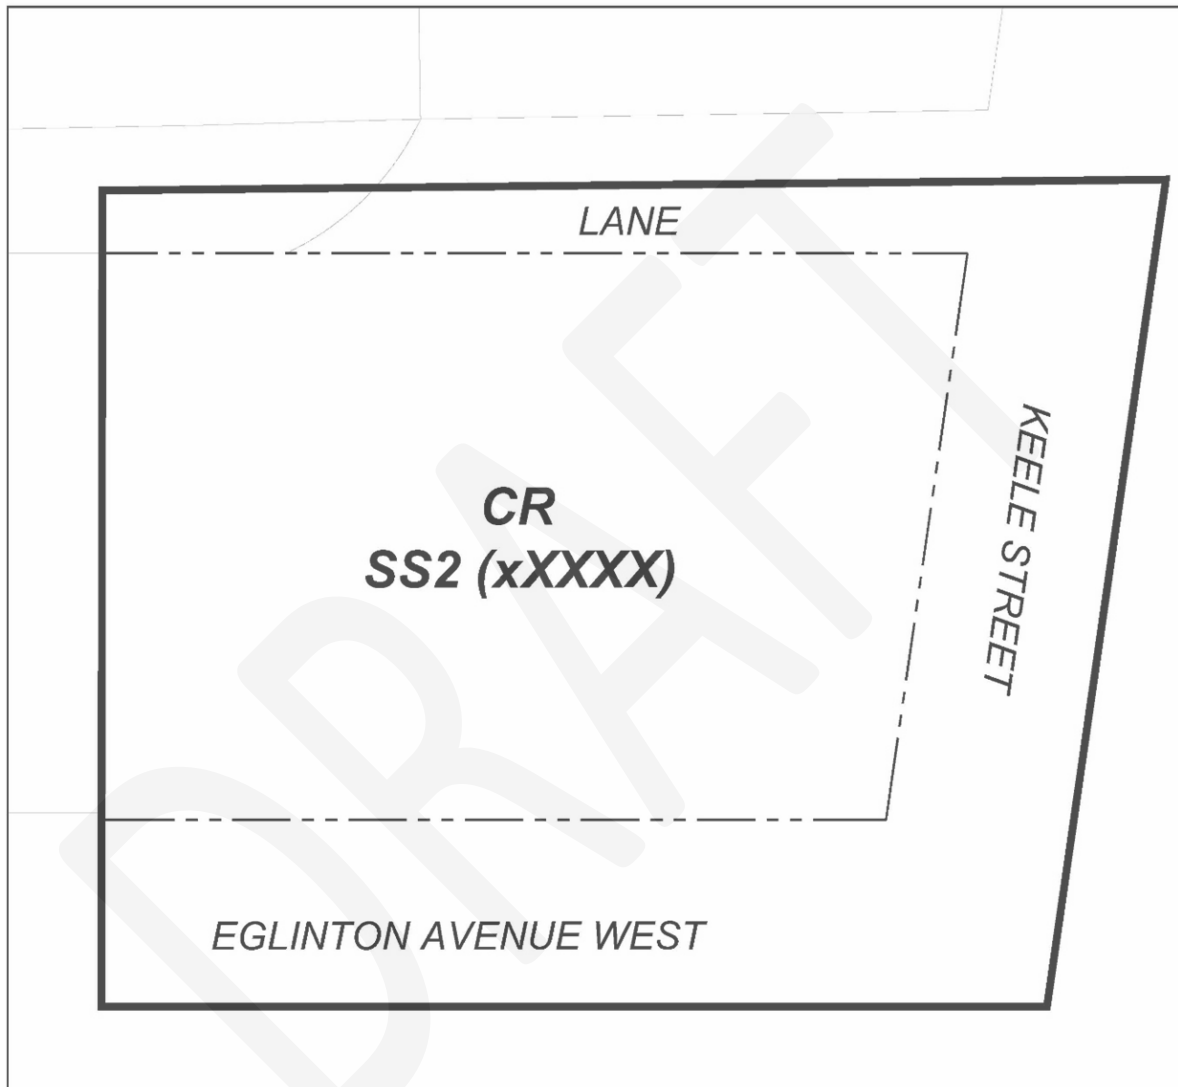 LANE
CR
SS2 (xXXXX)
KEELE STREET
EGLINTON AVENUE WEST
DRAFT